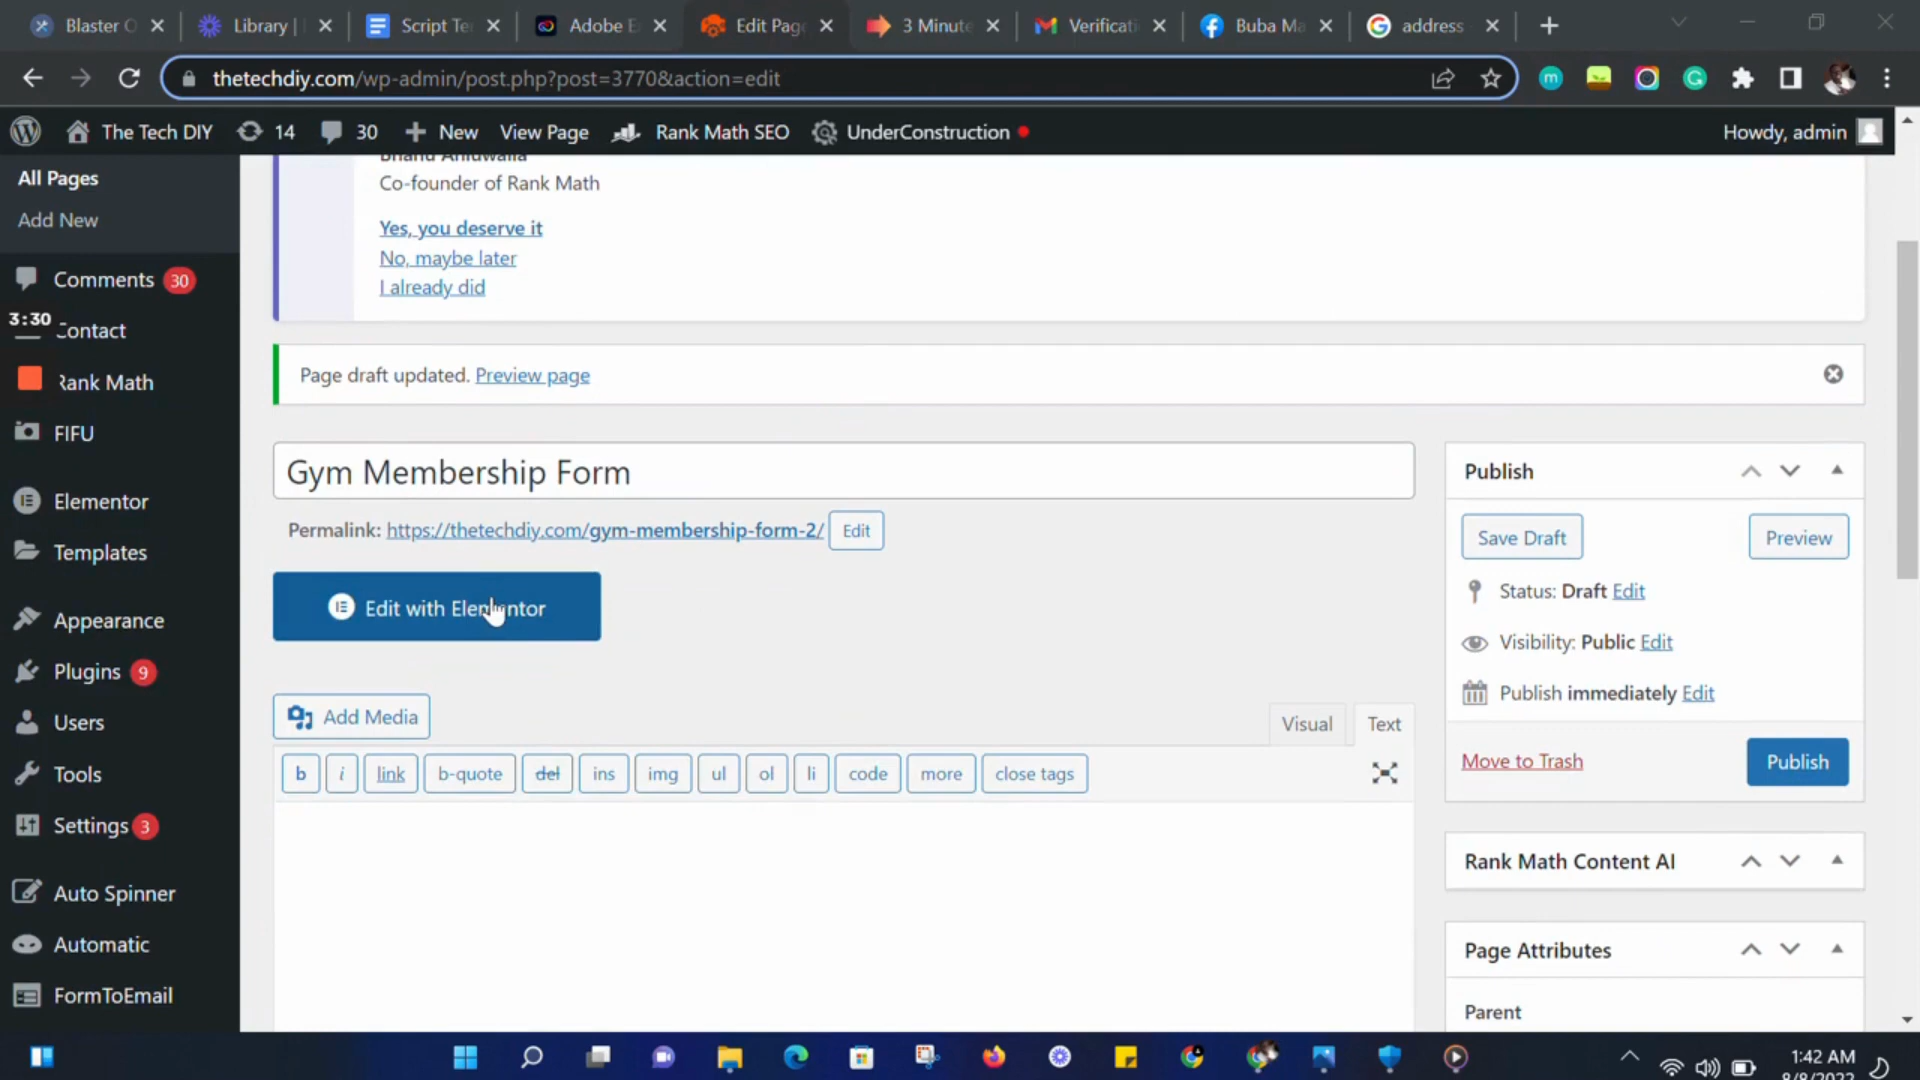 Blaster O
Library |
Script Te
Adobe E
Edit Page
3 Minute
Verificati
Buba Ma
address
thetechdiy.com/wp-admin/post.php?post=3770&action=edit
The Tech DIY
14
30
New
View Page
Rank Math SEO
UnderConstruction
Howdy, admin
All Pages
Add New
Comments 30
3:30
Contact
Rank Math
FIFU
Elementor
Templates
Appearance
Plugins 9
Users
Tools
Settings 3
Auto Spinner
Automatic
FormToEmail
Co-founder of Rank Math
Yes, you deserve it
No, maybe later
I already did
Page draft updated. Preview page
Gym Membership Form
Permalink: https://thetechdiy.com/gym-membership-form-2/ Edit
Edit with Elementor
Add Media
Visual
Text
b
i
link
b-quote
del
ins
img
ul
ol
li
code
more
close tags
Publish
Save Draft
Preview
Status: Draft Edit
Visibility: Public Edit
Publish immediately Edit
Move to Trash
Publish
Rank Math Content AI
Page Attributes
Parent
1:42 AM
8/8/2022